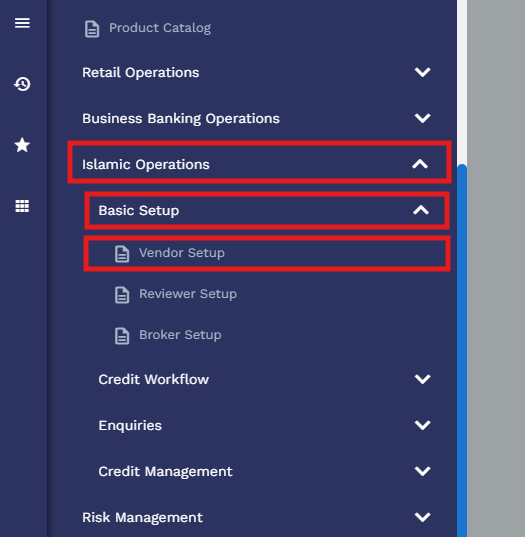 Product Catalog
Retail Operations
Business Banking Operations
Islamic Operations
Basic Setup
Vendor Setup
Reviewer Setup
Broker Setup
Credit Workflow
Enquiries
Credit Management
Risk Management